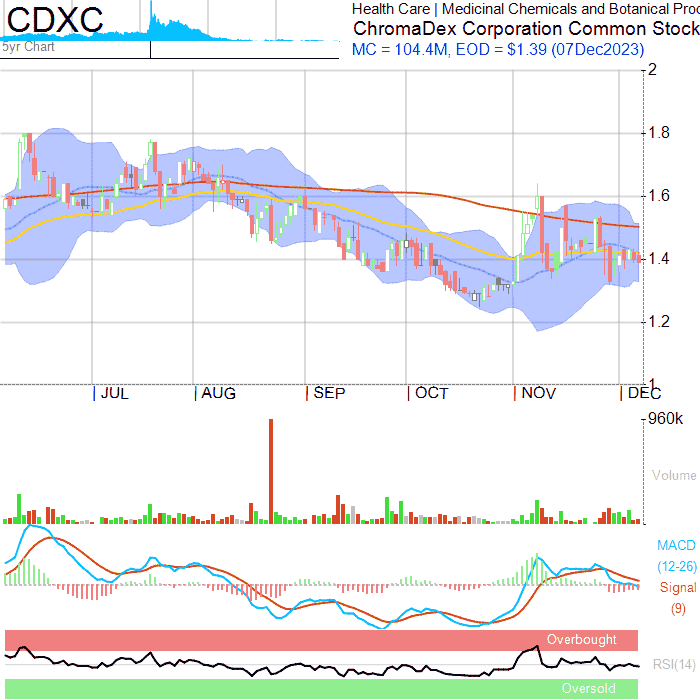 CDXC
5yr Chart
Health Care | Medicinal Chemicals and Botanical Proc
ChromaDex Corporation Common Stock
MC = 104.4M, EOD = $1.39 (07Dec2023)
2
1.8
1.6
1.4
1.2
1
JUL AUG SEP OCT NOV DEC
960k
Volume
MACD
(12-26)
Signal
(9)
Overbought
RSI(14)
Oversold